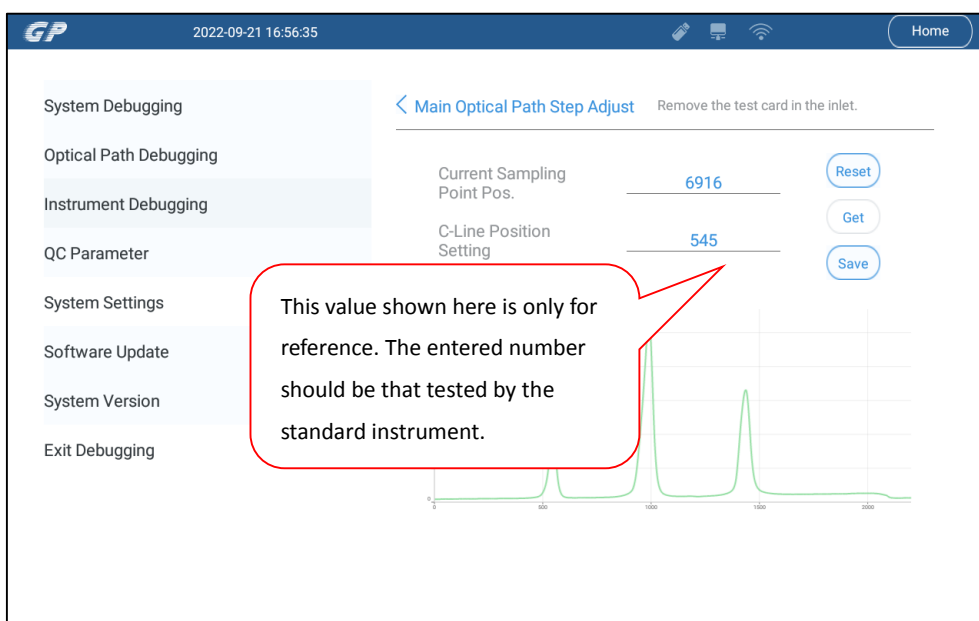 GP 2022-09-21 16:56:35 Home
System Debugging
Optical Path Debugging
Instrument Debugging
QC Parameter
System Settings
Software Update
System Version
Exit Debugging
Main Optical Path Step Adjust Remove the test card in the inlet.
Current Sampling
Point Pos.
6916
C-Line Position
Setting
545
Reset
Get
Save
This value shown here is only for
reference. The entered number
should be that tested by the
standard instrument.
0
0 1000 1500 2000